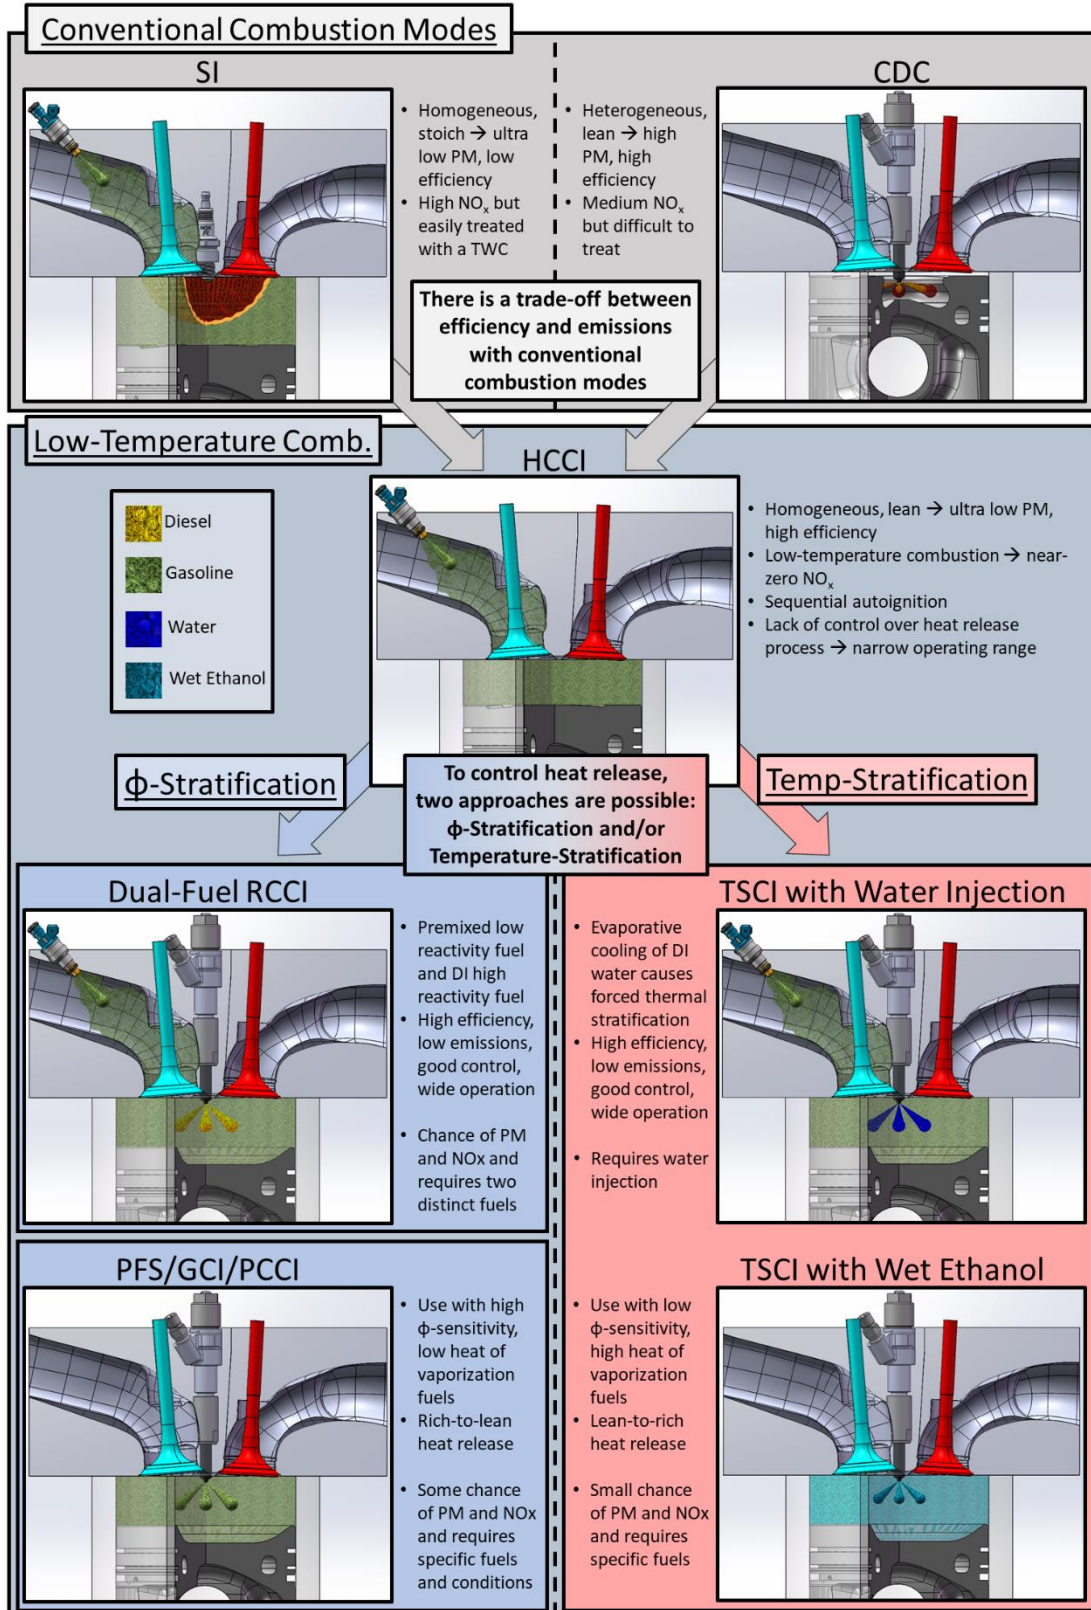 Conventional Combustion Modes
SI
• Homogeneous,
stoich → ultra
low PM, low
efficiency
• High NOₓ but
easily treated
with a TWC
CDC
• Heterogeneous,
lean → high
PM, high
efficiency
• Medium NOₓ
but difficult to
treat
There is a trade-off between
efficiency and emissions
with conventional
combustion modes
Low-Temperature Comb.
Diesel
Gasoline
Water
Wet Ethanol
HCCI
• Homogeneous, lean → ultra low PM,
high efficiency
• Low-temperature combustion → near-
zero NOₓ
• Sequential autoignition
• Lack of control over heat release
process → narrow operating range
ϕ-Stratification
To control heat release,
two approaches are possible:
ϕ-Stratification and/or
Temperature-Stratification
Temp-Stratification
Dual-Fuel RCCI
• Premixed low
reactivity fuel
and DI high
reactivity fuel
• High efficiency,
low emissions,
good control,
wide operation
• Chance of PM
and NOx and
requires two
distinct fuels
TSCI with Water Injection
• Evaporative
cooling of DI
water causes
forced thermal
stratification
• High efficiency,
low emissions,
good control,
wide operation
• Requires water
injection
PFS/GCI/PCCI
• Use with high
ϕ-sensitivity,
low heat of
vaporization
fuels
• Rich-to-lean
heat release
• Some chance
of PM and NOx
and requires
specific fuels
and conditions
TSCI with Wet Ethanol
• Use with low
ϕ-sensitivity,
high heat of
vaporization
fuels
• Lean-to-rich
heat release
• Small chance
of PM and NOx
and requires
specific fuels